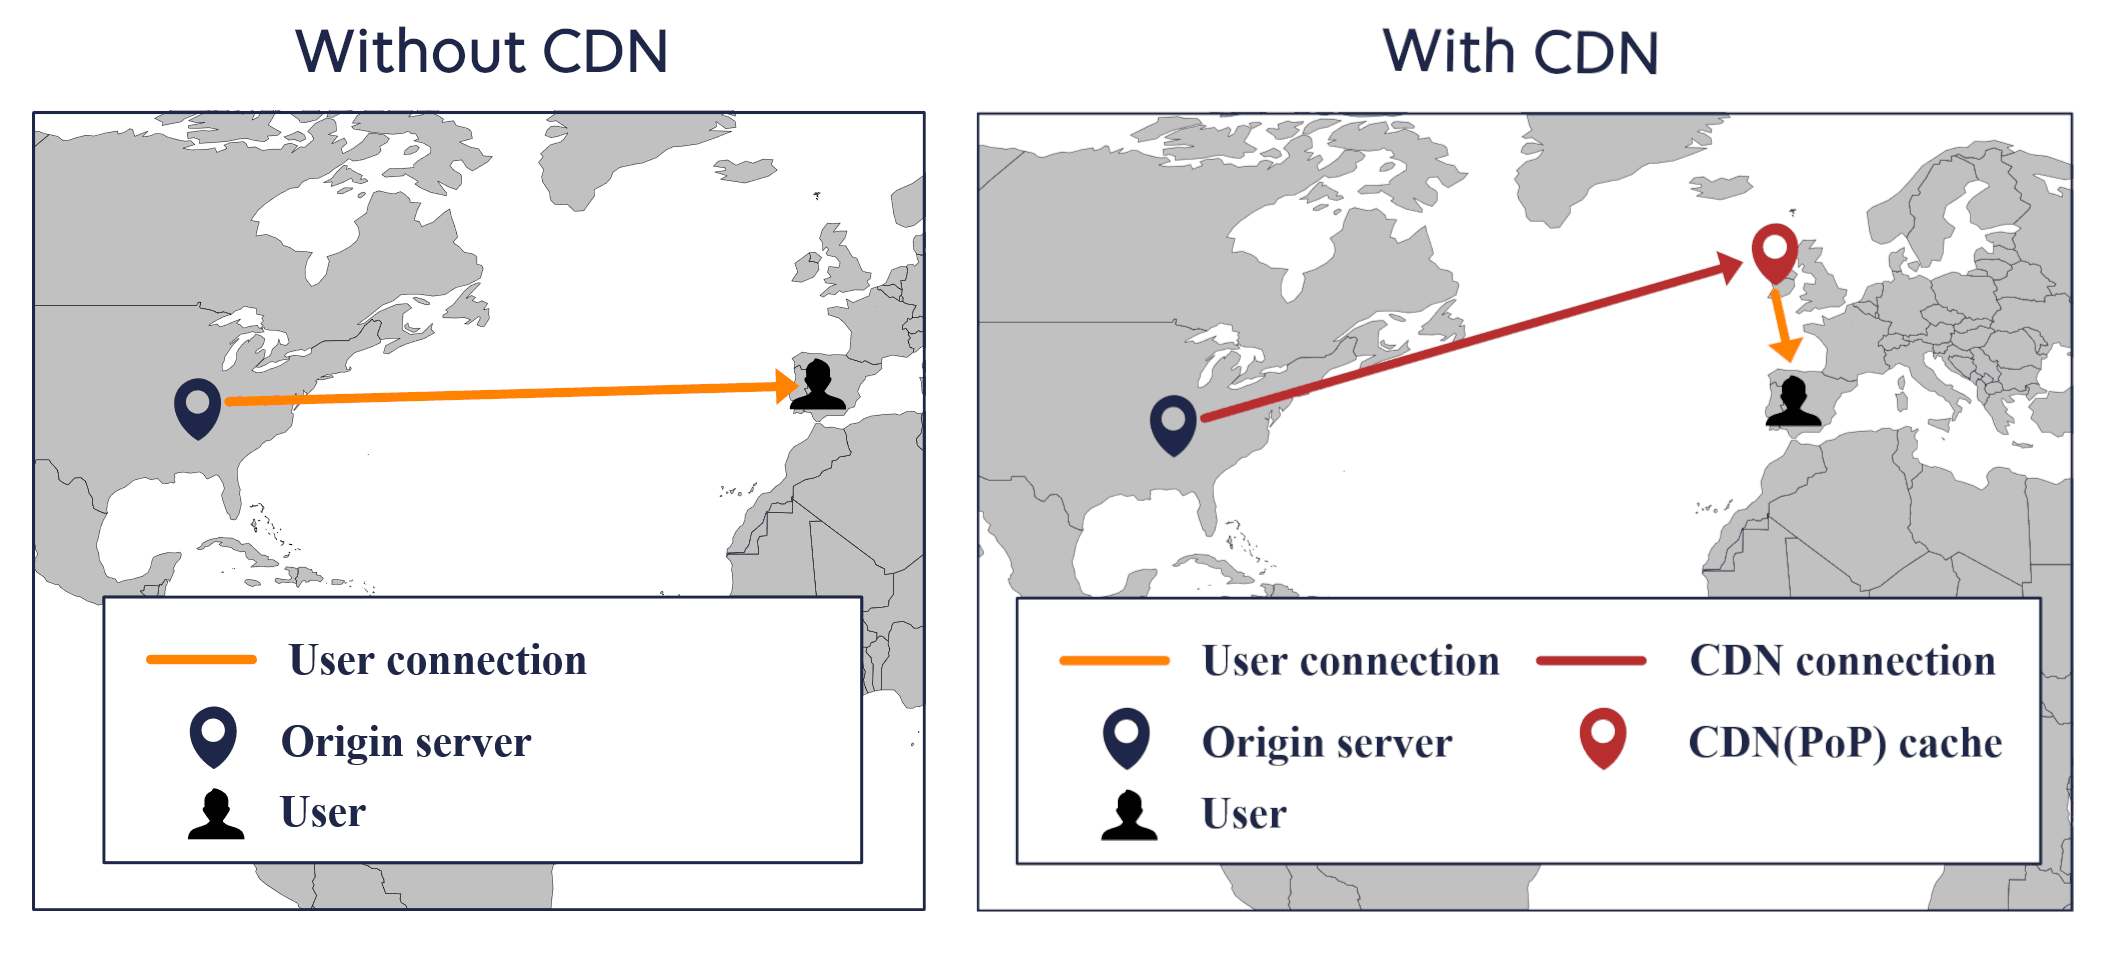 Without CDN
User connection
Origin server
User
With CDN
User connection
CDN connection
Origin server
CDN(PoP) cache
User